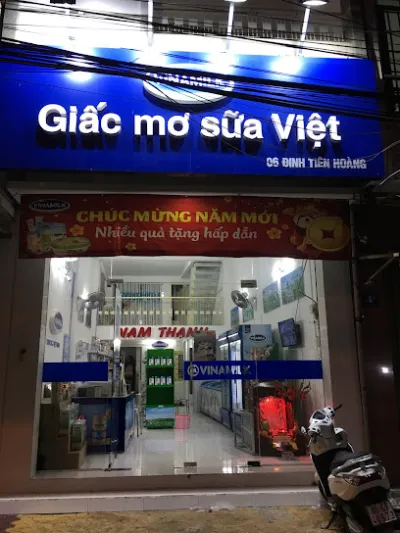 VINAMILK
Giấc mơ sữa Việt
06 ĐINH TIÊN HOÀNG
VINAMILK
CHÚC MỪNG NĂM MỚI
Nhiều quà tặng hấp dẫn
NAM THANH
VINAMILK